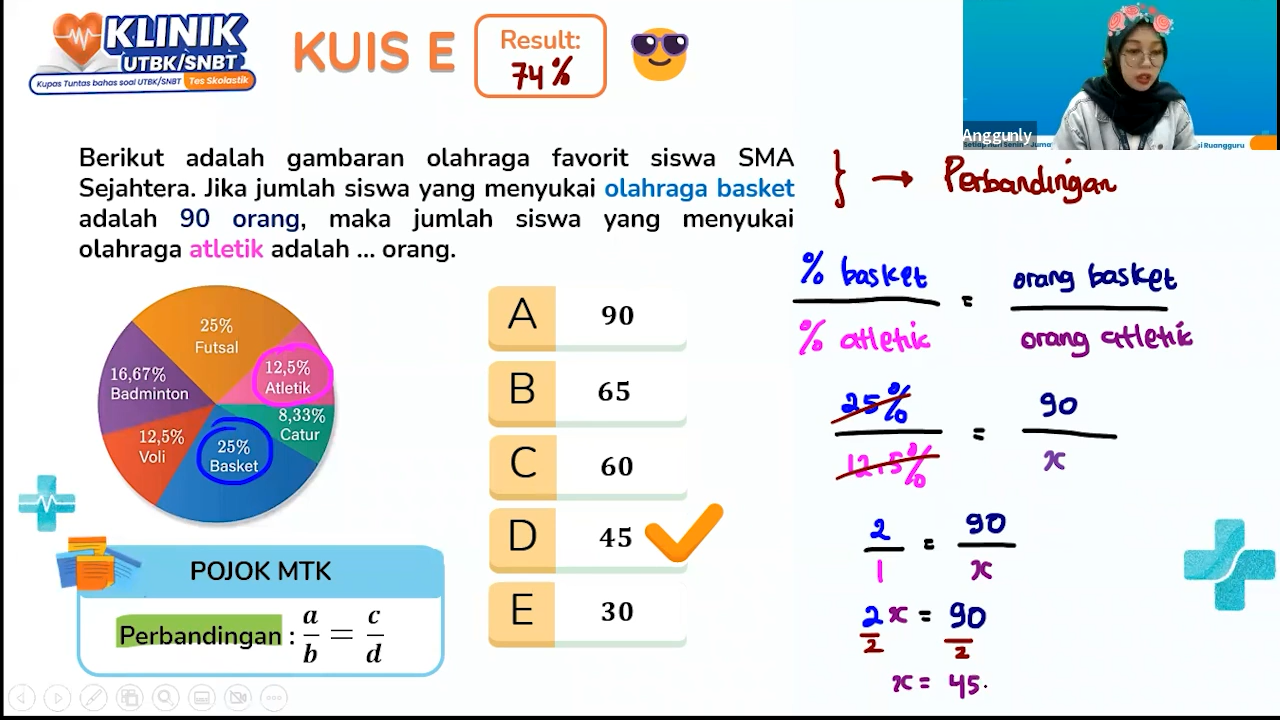 KLINIK
UTBK/SNBT
Kupas Tuntas bahas soal UTBK/SNBT Tes Skolastik
KUIS E
Result:
74%
Anggunly
Berikut adalah gambaran olahraga favorit siswa SMA
Sejahtera. Jika jumlah siswa yang menyukai olahraga basket
adalah 90 orang, maka jumlah siswa yang menyukai
olahraga atletik adalah ... orang.
} → Perbandingan
25%
Futsal
12,5%
Atletik
8,33%
Catur
25%
Basket
12,5%
Voli
16,67%
Badminton
A 90
B 65
C 60
D 45
E 30
% basket / % atletik = orang basket / orang atletik
25% / 12,5% = 90 / x
2 / 1 = 90 / x
2x / 2 = 90 / 2
x = 45.
POJOK MTK
Perbandingan : a / b = c / d